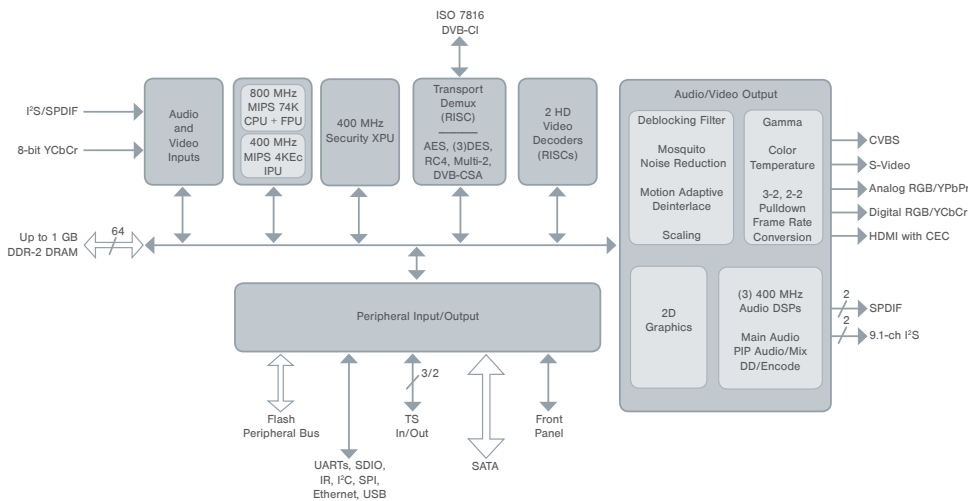 ISO 7816
DVB-CI
I²S/SPDIF
8-bit YCbCr
Audio
and
Video
Inputs
800 MHz
MIPS 74K
CPU + FPU
400 MHz
MIPS 4KEc
IPU
400 MHz
Security XPU
Transport
Demux
(RISC)
AES, (3)DES,
RC4, Multi-2,
DVB-CSA
2 HD
Video
Decoders
(RISCs)
Audio/Video Output
Deblocking Filter
Mosquito
Noise Reduction
Motion Adaptive
Deinterlace
Scaling
Gamma
Color
Temperature
3-2, 2-2
Pulldown
Frame Rate
Conversion
CVBS
S-Video
Analog RGB/YPbPr
Digital RGB/YCbCr
HDMI with CEC
Up to 1 GB
DDR-2 DRAM
64
Peripheral Input/Output
2D
Graphics
(3) 400 MHz
Audio DSPs
Main Audio
PIP Audio/Mix
DD/Encode
2
SPDIF
2
9.1-ch I²S
Flash
Peripheral Bus
UARTs, SDIO,
IR, I²C, SPI,
Ethernet, USB
3/2
TS
In/Out
SATA
Front
Panel